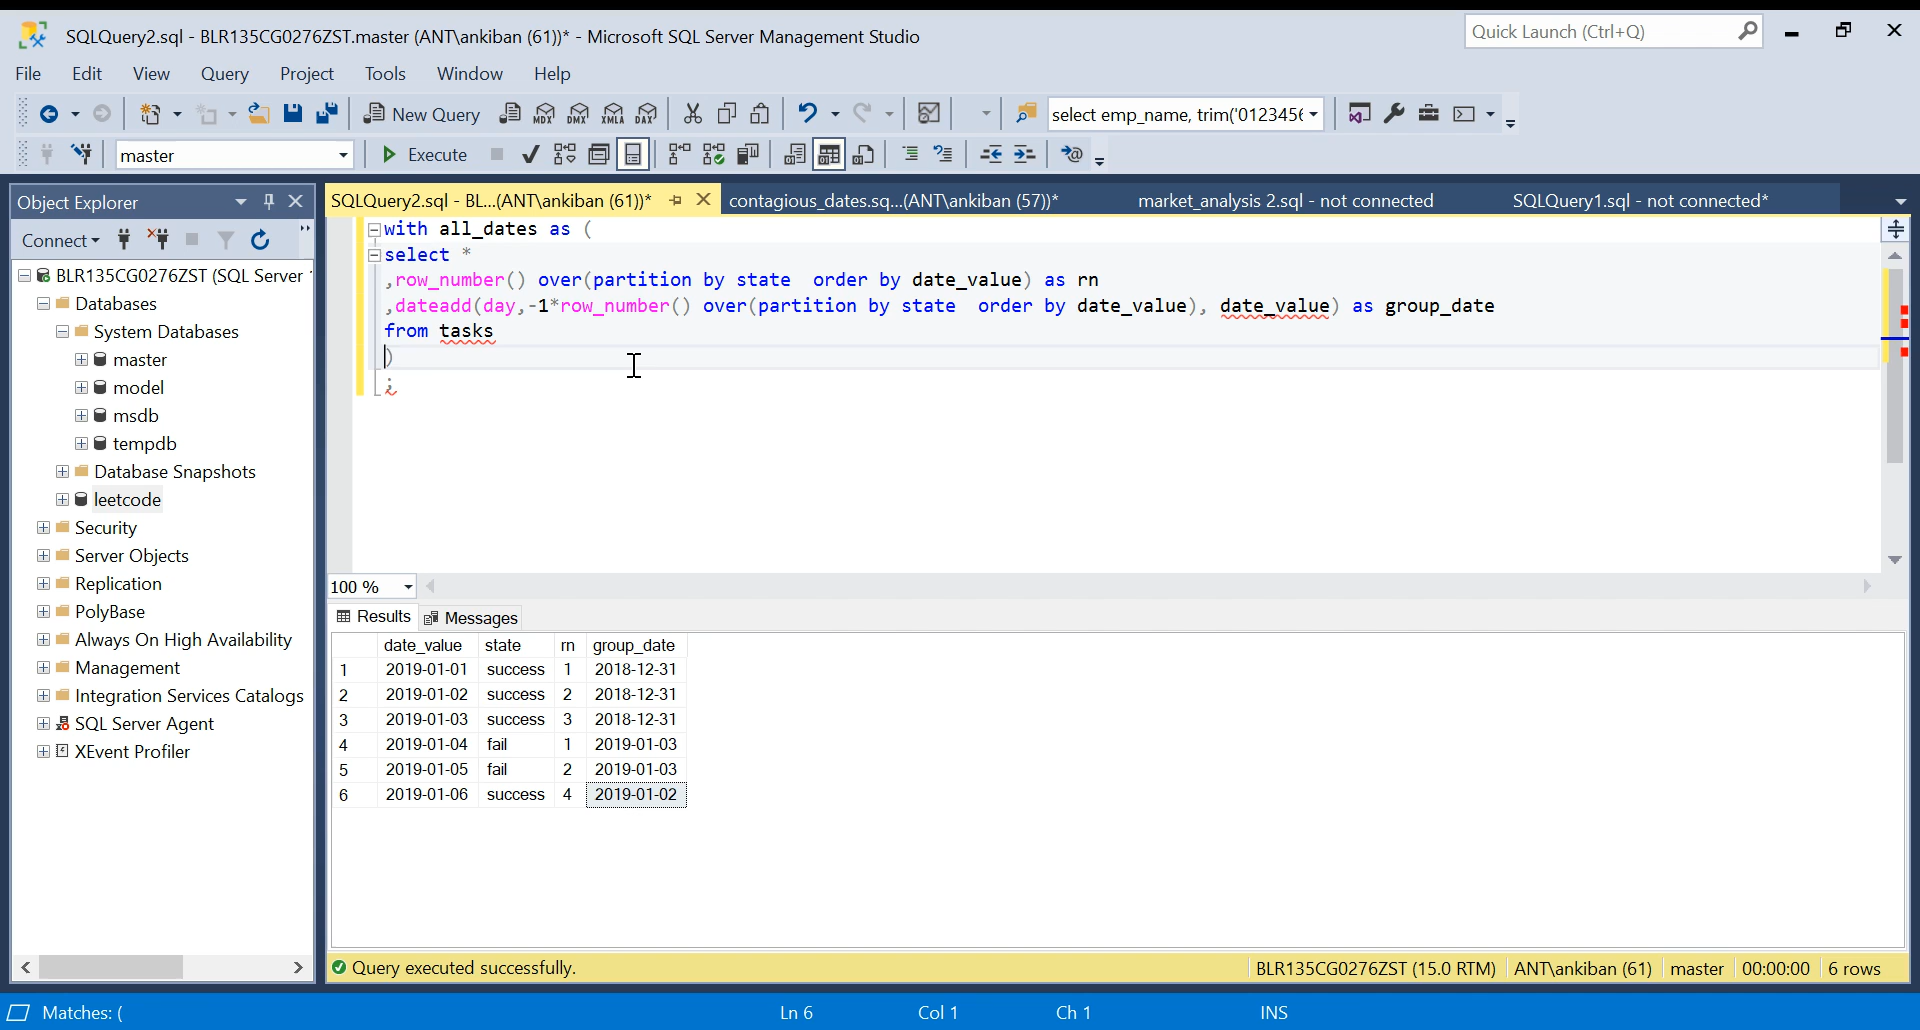 SQLQuery2.sql - BLR135CG0276ZST.master (ANT\ankiban (61))* - Microsoft SQL Server Management Studio
Quick Launch (Ctrl+Q)
File Edit View Query Project Tools Window Help
New Query MDX DMX XMLA DAX select emp_name, trim('0123456
master Execute
Object Explorer
SQLQuery2.sql - BL...(ANT\ankiban (61))* contagious_dates.sq...(ANT\ankiban (57))* market_analysis 2.sql - not connected SQLQuery1.sql - not connected*
Connect
BLR135CG0276ZST (SQL Server
Databases
System Databases
master
model
msdb
tempdb
Database Snapshots
leetcode
Security
Server Objects
Replication
PolyBase
Always On High Availability
Management
Integration Services Catalogs
SQL Server Agent
XEvent Profiler
with all_dates as (
select *
,row_number() over(partition by state  order by date_value) as rn
,dateadd(day,-1*row_number() over(partition by state  order by date_value), date_value) as group_date
from tasks
)
;
100 %
Results Messages
date_value state rn group_date
1 2019-01-01 success 1 2018-12-31
2 2019-01-02 success 2 2018-12-31
3 2019-01-03 success 3 2018-12-31
4 2019-01-04 fail 1 2019-01-03
5 2019-01-05 fail 2 2019-01-03
6 2019-01-06 success 4 2019-01-02
Query executed successfully. BLR135CG0276ZST (15.0 RTM) ANT\ankiban (61) master 00:00:00 6 rows
Matches: ( Ln 6 Col 1 Ch 1 INS